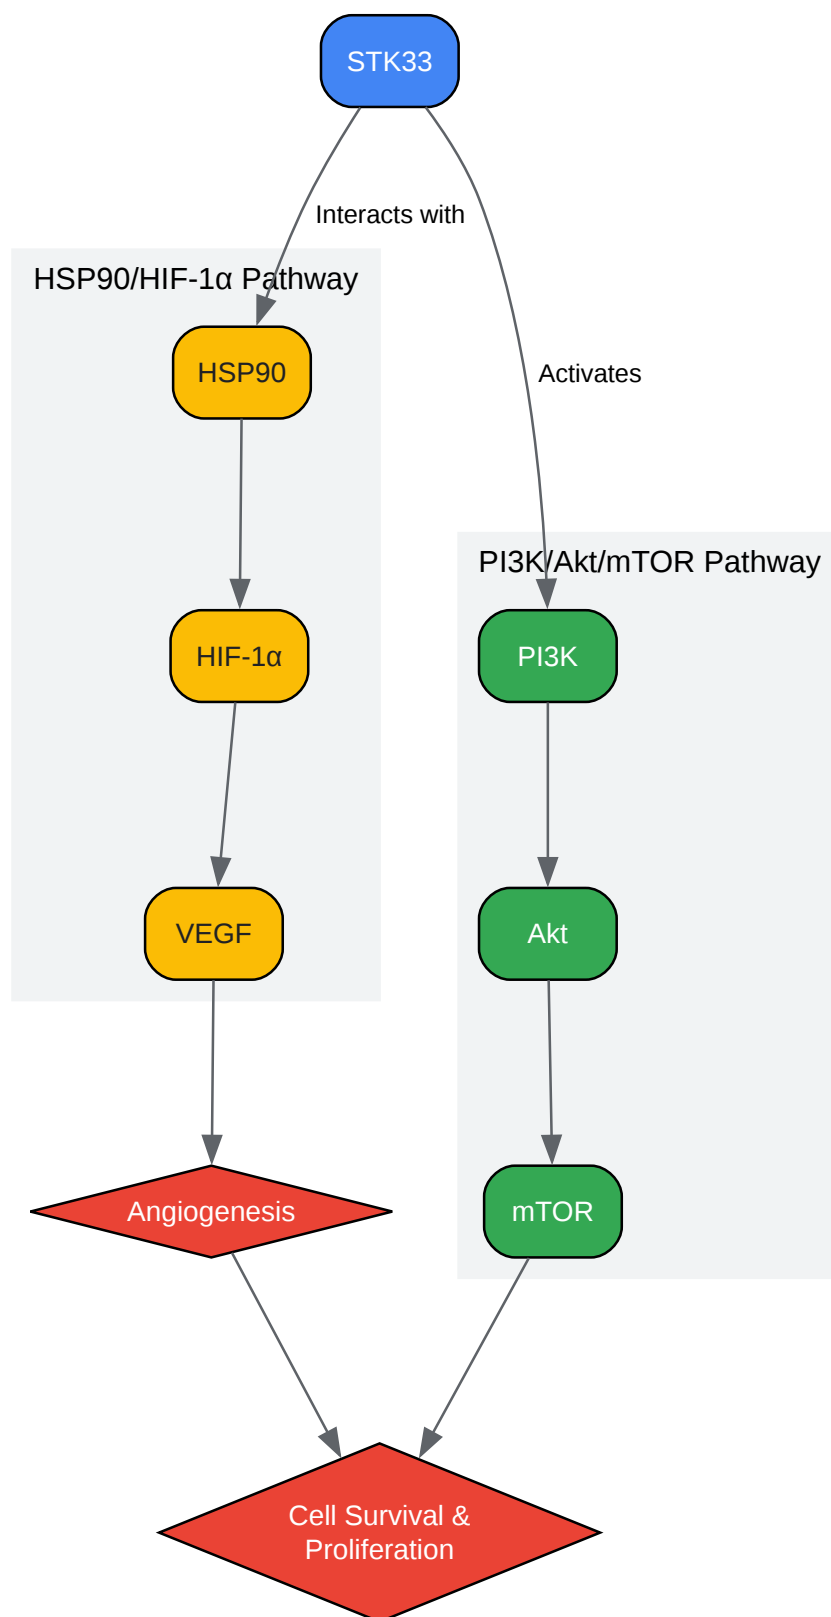 STK33
Interacts with
HSP90/HIF-1α Pathway
HSP90
Activates
PI3K/Akt/mTOR Pathway
HIF-1α
PI3K
VEGF
Akt
Angiogenesis
mTOR
Cell Survival &
Proliferation